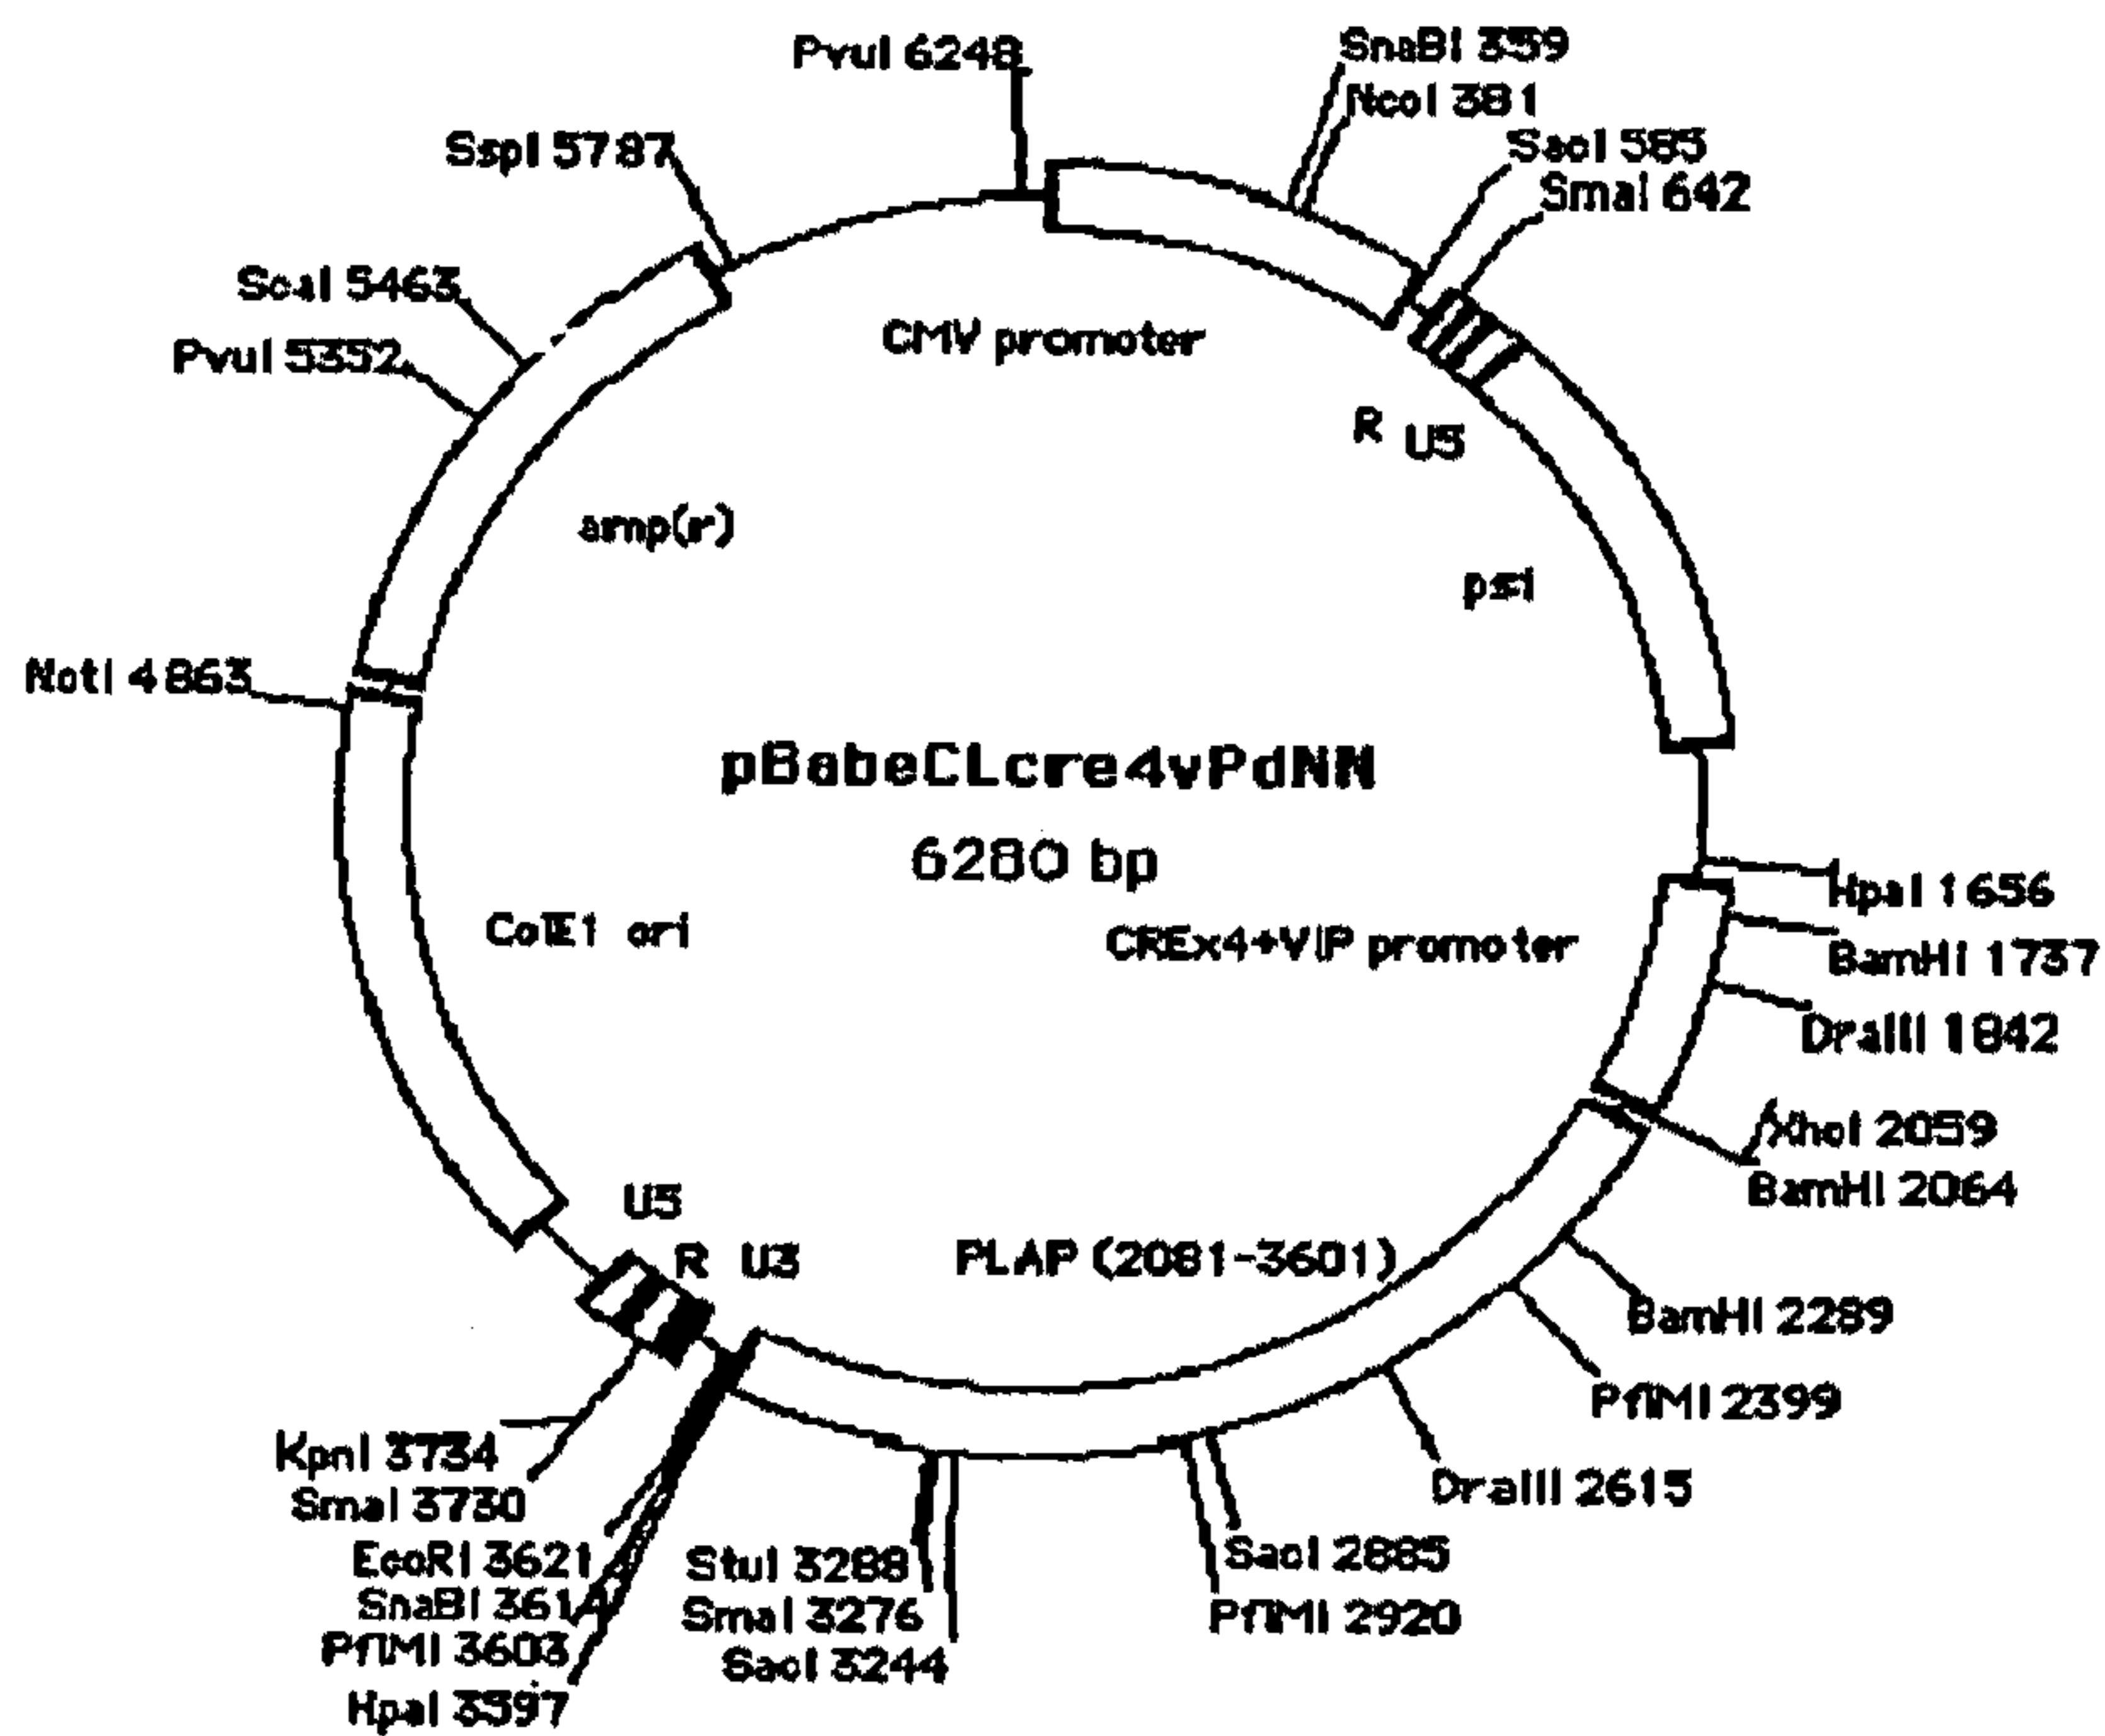 PvuI 6248
SnaBI 359
NcoI 381
SacI 585
SmaI 642
SspI 5787
ScaI 5463
PvuI 5352
CMV promoter
R
U5
amp(r)
psi
NotI 4863
pBabeCLcre4vPdNN
6280 bp
HpaI 1656
ColE1 ori
CREx4+VIP promoter
BamHI 1737
DraIII 1842
XhoI 2059
BamHI 2064
U5
R U3
PLAP (2081-3601)
BamHI 2289
PflMI 2399
KpnI 3734
SmaI 3730
DraIII 2615
EcoRI 3621
StuI 3288
SacI 2885
SnaBI 3614
SmaI 3276
PflMI 2920
PflMI 3603
SacI 3244
HpaI 3597